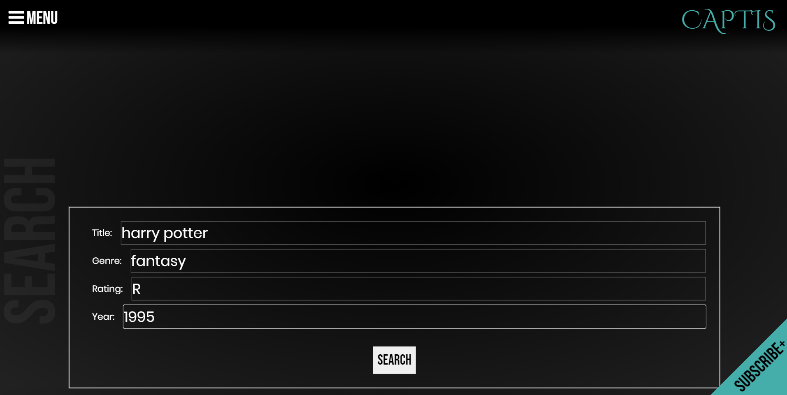 MENU
CAPTIS
SEARCH
Title: harry potter
Genre: fantasy
Rating: R
Year: 1995
SEARCH
SUBSCRIBE+